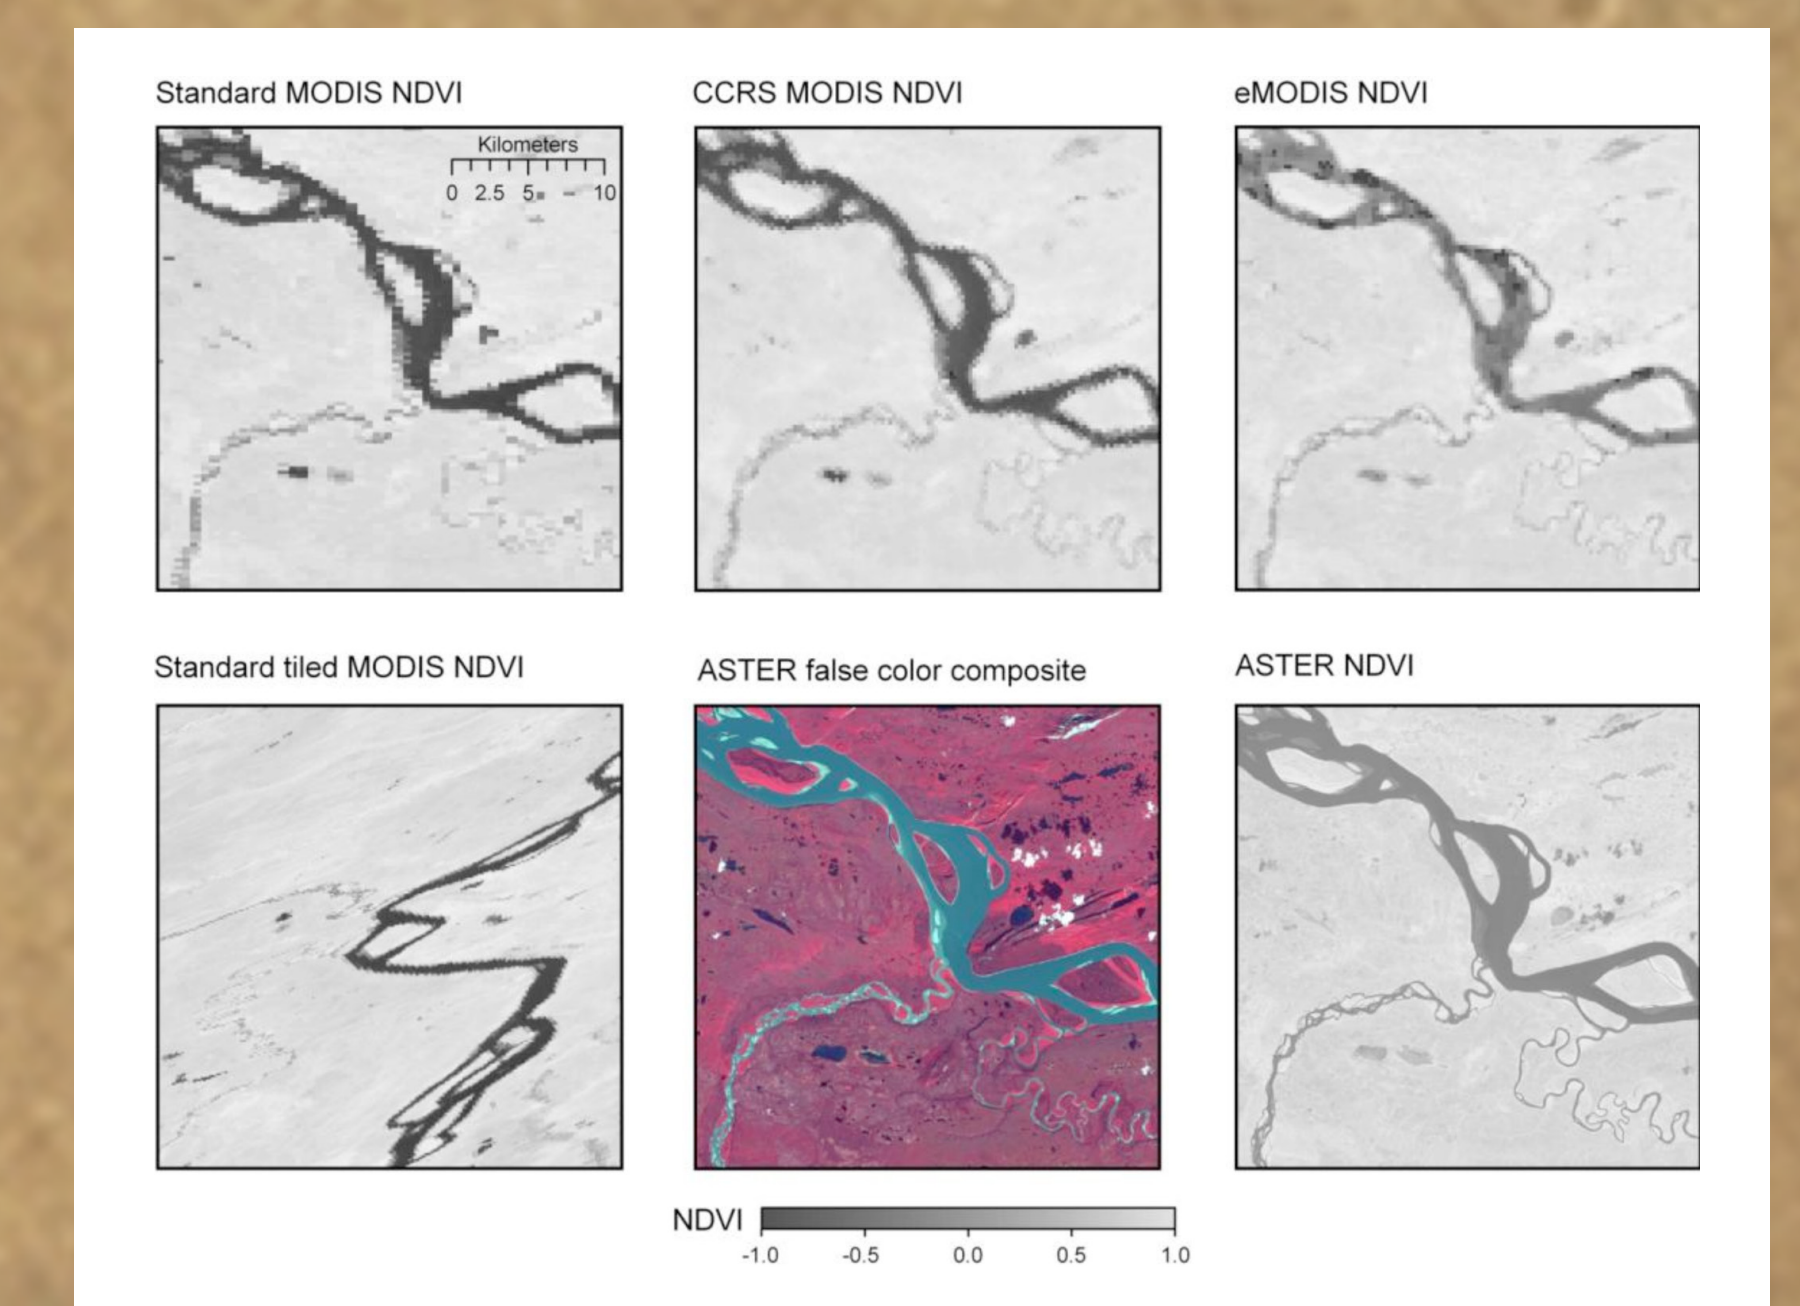 Standard MODIS NDVI
CCRS MODIS NDVI
eMODIS NDVI
Kilometers
0 2.5 5 10
Standard tiled MODIS NDVI
ASTER false color composite
ASTER NDVI
NDVI
-1.0 -0.5 0.0 0.5 1.0